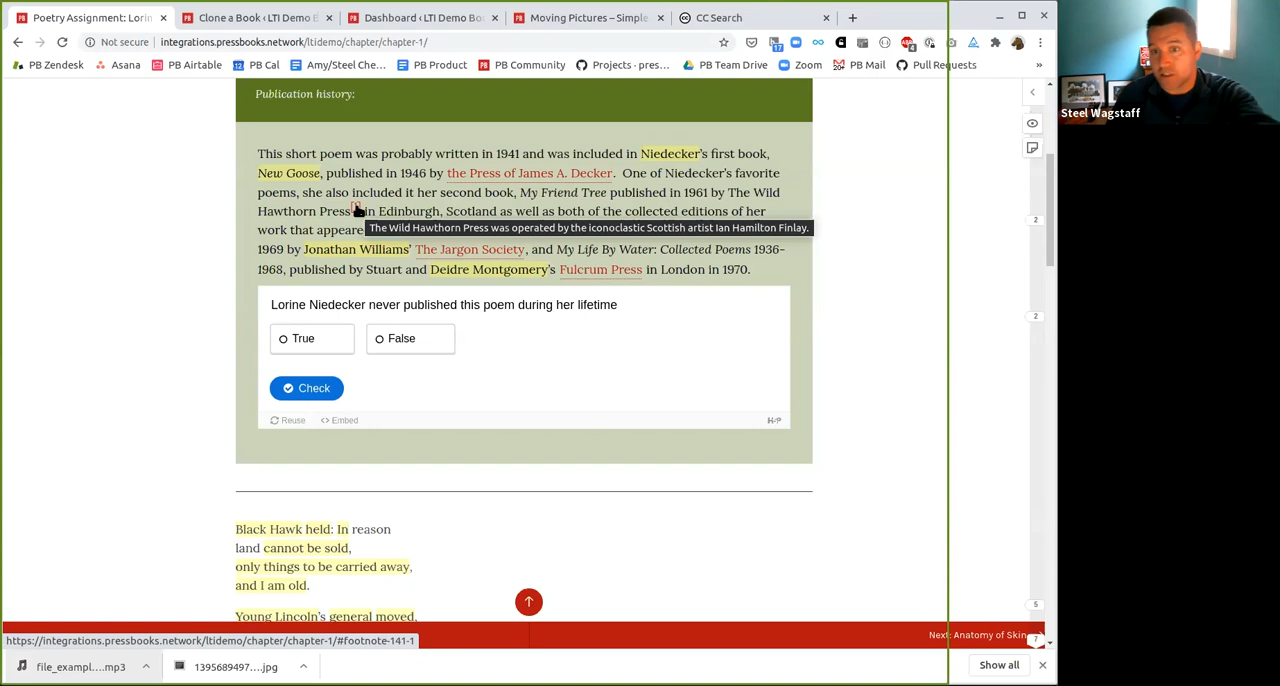 Poetry Assignment: Lorin
Clone a Book ‹ LTI Demo B
Dashboard ‹ LTI Demo Bo
Moving Pictures – Simple
CC Search
Not secure
integrations.pressbooks.network/ltidemo/chapter/chapter-1/
17
4
PB Zendesk
Asana
PB Airtable
PB Cal
Amy/Steel Che...
PB Product
PB Community
Projects · pres...
PB Team Drive
Zoom
20+ PB Mail
Pull Requests
»
Steel Wagstaff
Publication history:
This short poem was probably written in 1941 and was included in Niedecker's first book,
New Goose, published in 1946 by the Press of James A. Decker. One of Niedecker's favorite
poems, she also included it her second book, My Friend Tree published in 1961 by The Wild
Hawthorn Press in Edinburgh, Scotland as well as both of the collected editions of her
work that appeare
The Wild Hawthorn Press was operated by the iconoclastic Scottish artist Ian Hamilton Finlay.
1969 by Jonathan Williams' The Jargon Society, and My Life By Water: Collected Poems 1936-
1968, published by Stuart and Deidre Montgomery's Fulcrum Press in London in 1970.
Lorine Niedecker never published this poem during her lifetime
True
False
Check
Reuse
Embed
H-P
2
2
5
7
Black Hawk held: In reason
land cannot be sold,
only things to be carried away,
and I am old.
Young Lincoln's general moved,
Next: Anatomy of Skin
https://integrations.pressbooks.network/ltidemo/chapter/chapter-1/#footnote-141-1
file_exampl....mp3
1395689497....jpg
Show all